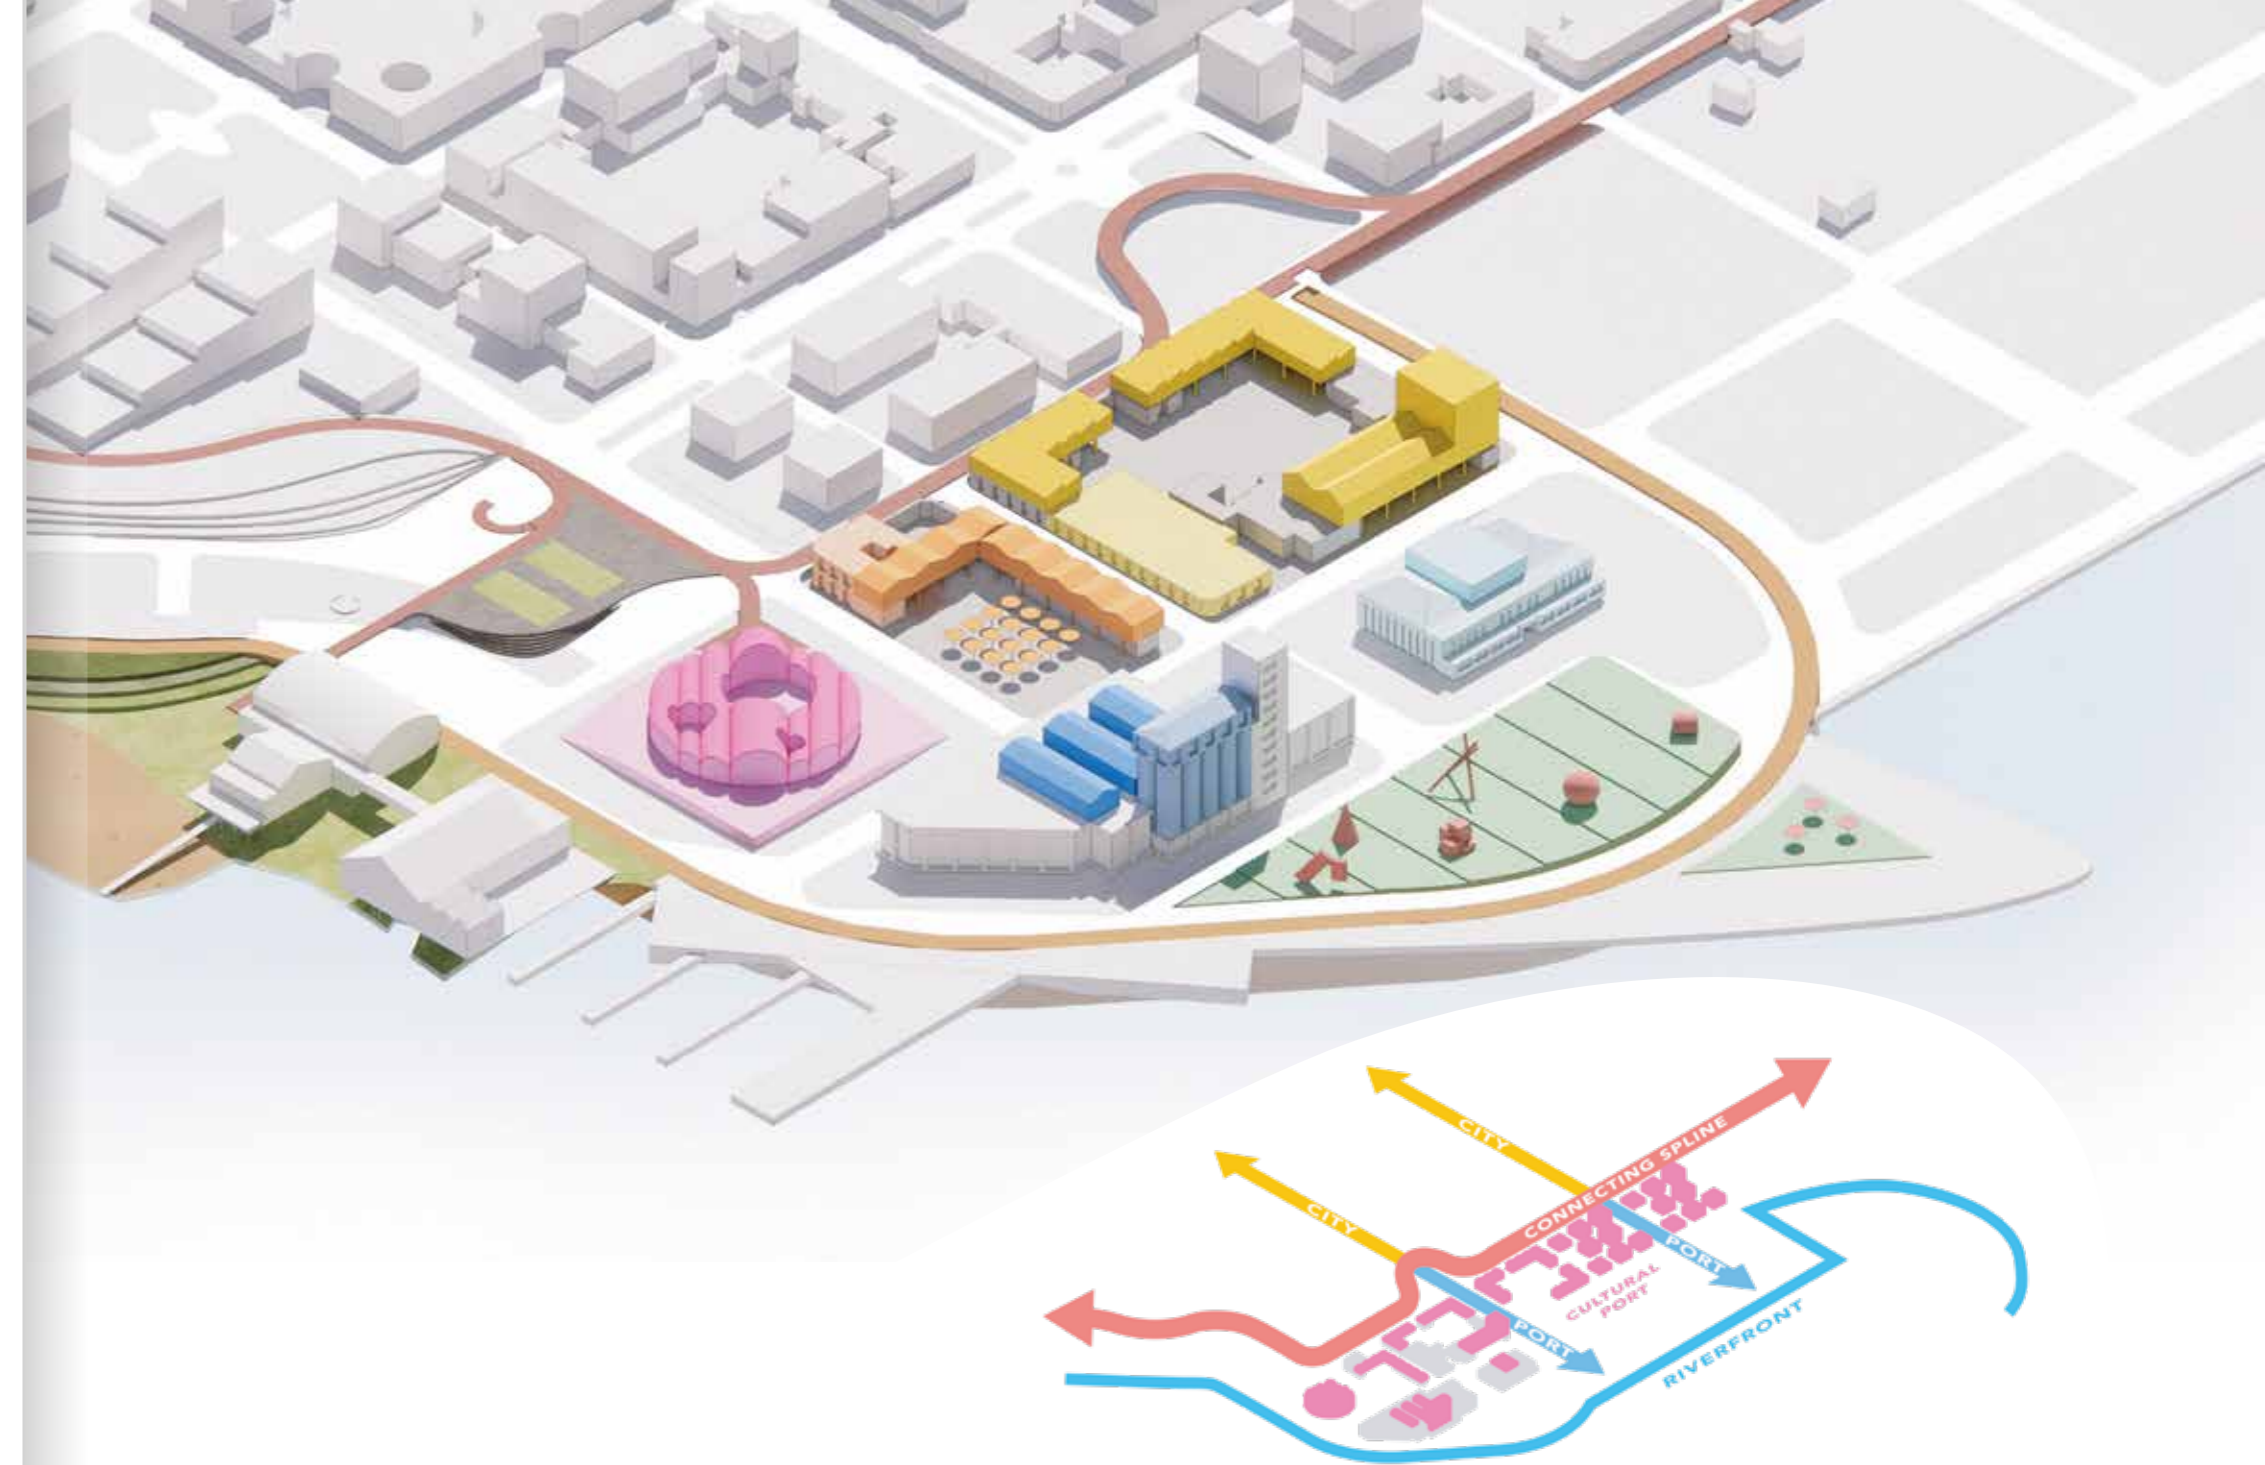 CITY
CITY
CONNECTING SPLINE
PORT
CULTURAL
PORT
PORT
RIVERFRONT